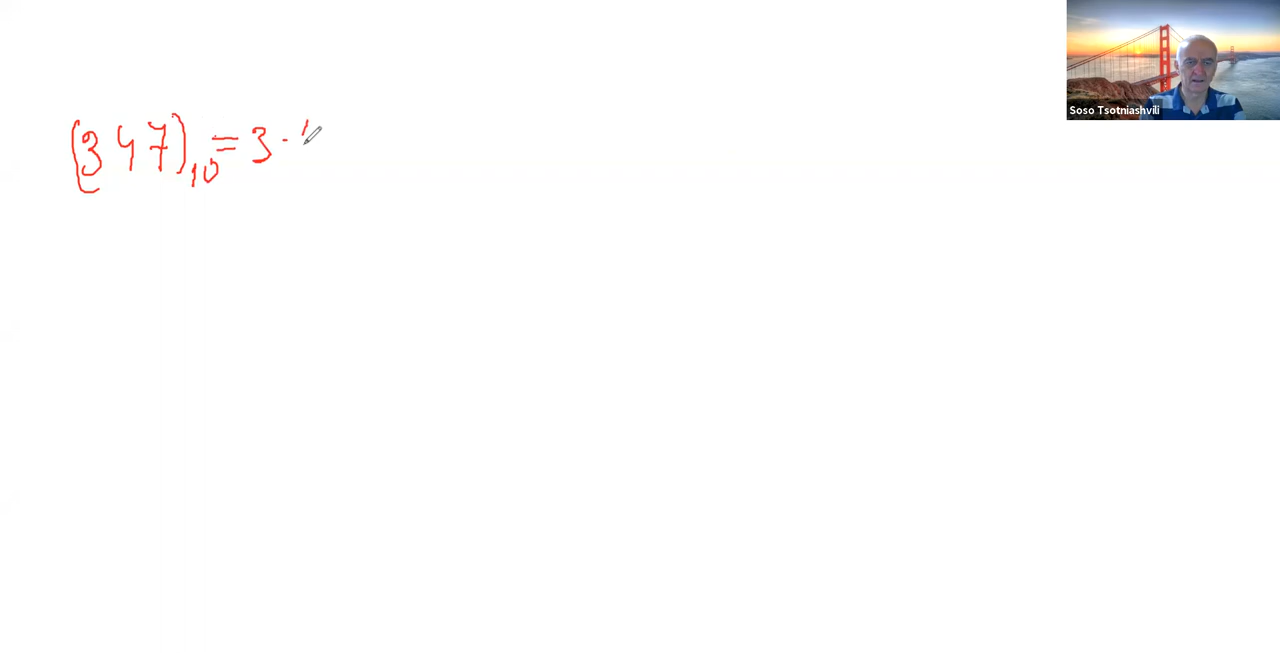 (347)₁₀ = 3 ·
Soso Tsotniashvili